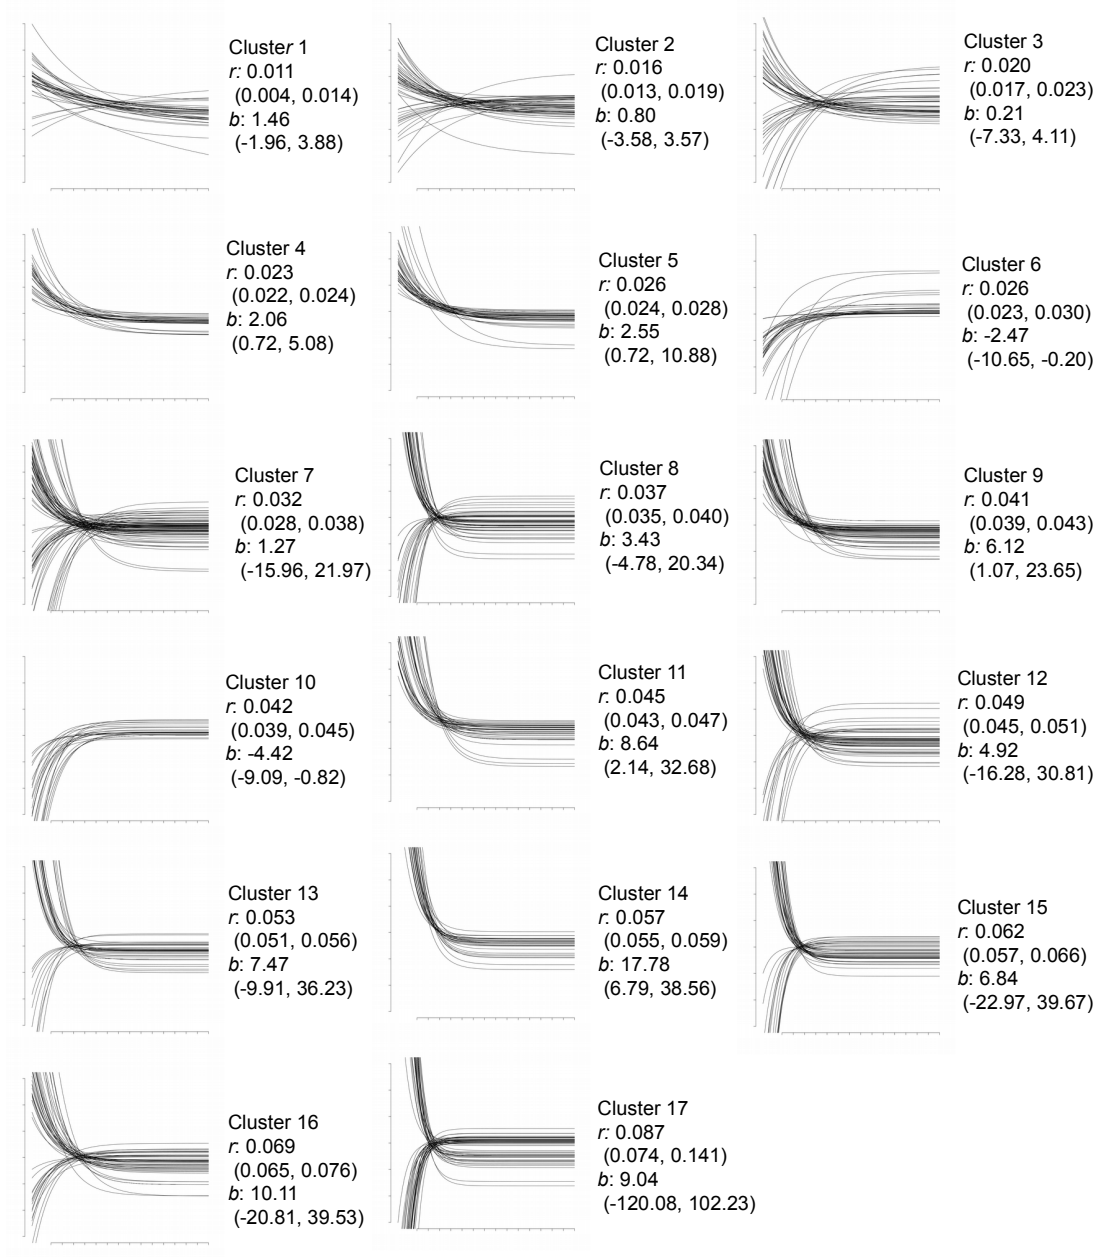 Cluster 1
r: 0.011
(0.004, 0.014)
b: 1.46
(-1.96, 3.88)
Cluster 2
r: 0.016
(0.013, 0.019)
b: 0.80
(-3.58, 3.57)
Cluster 3
r: 0.020
(0.017, 0.023)
b: 0.21
(-7.33, 4.11)
Cluster 4
r: 0.023
(0.022, 0.024)
b: 2.06
(0.72, 5.08)
Cluster 5
r: 0.026
(0.024, 0.028)
b: 2.55
(0.72, 10.88)
Cluster 6
r: 0.026
(0.023, 0.030)
b: -2.47
(-10.65, -0.20)
Cluster 7
r: 0.032
(0.028, 0.038)
b: 1.27
(-15.96, 21.97)
Cluster 8
r: 0.037
(0.035, 0.040)
b: 3.43
(-4.78, 20.34)
Cluster 9
r: 0.041
(0.039, 0.043)
b: 6.12
(1.07, 23.65)
Cluster 10
r: 0.042
(0.039, 0.045)
b: -4.42
(-9.09, -0.82)
Cluster 11
r: 0.045
(0.043, 0.047)
b: 8.64
(2.14, 32.68)
Cluster 12
r: 0.049
(0.045, 0.051)
b: 4.92
(-16.28, 30.81)
Cluster 13
r: 0.053
(0.051, 0.056)
b: 7.47
(-9.91, 36.23)
Cluster 14
r: 0.057
(0.055, 0.059)
b: 17.78
(6.79, 38.56)
Cluster 15
r: 0.062
(0.057, 0.066)
b: 6.84
(-22.97, 39.67)
Cluster 16
r: 0.069
(0.065, 0.076)
b: 10.11
(-20.81, 39.53)
Cluster 17
r: 0.087
(0.074, 0.141)
b: 9.04
(-120.08, 102.23)